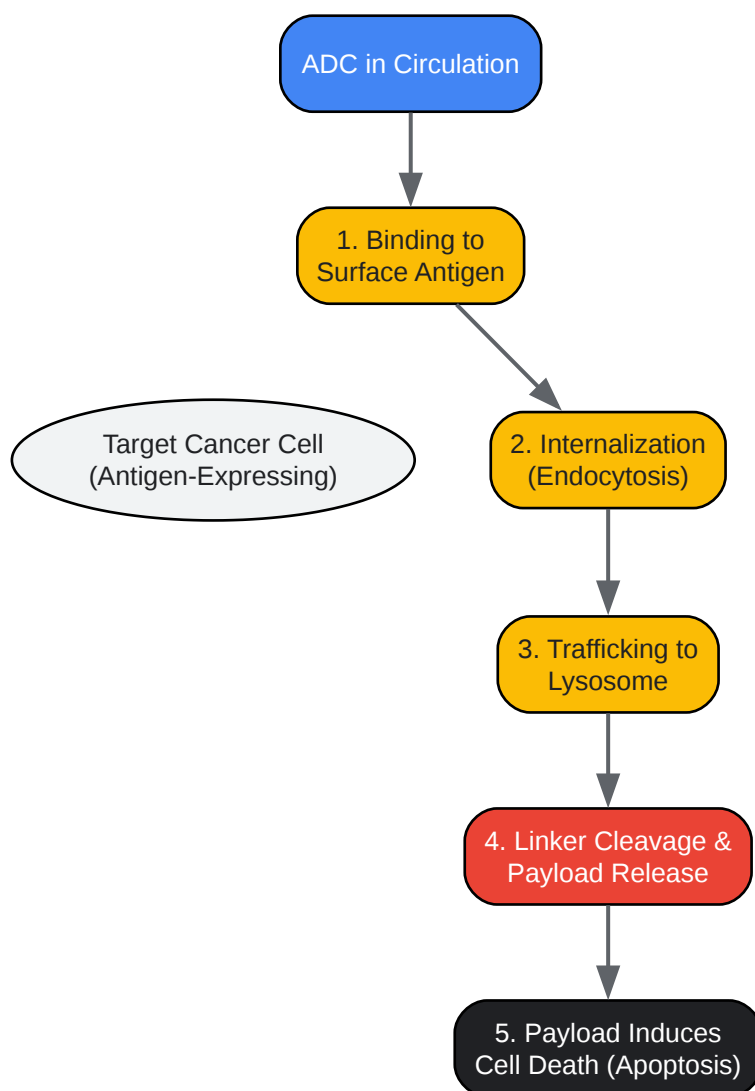 ADC in Circulation
1. Binding to
Surface Antigen
Target Cancer Cell
(Antigen-Expressing)
2. Internalization
(Endocytosis)
3. Trafficking to
Lysosome
4. Linker Cleavage &
Payload Release
5. Payload Induces
Cell Death (Apoptosis)